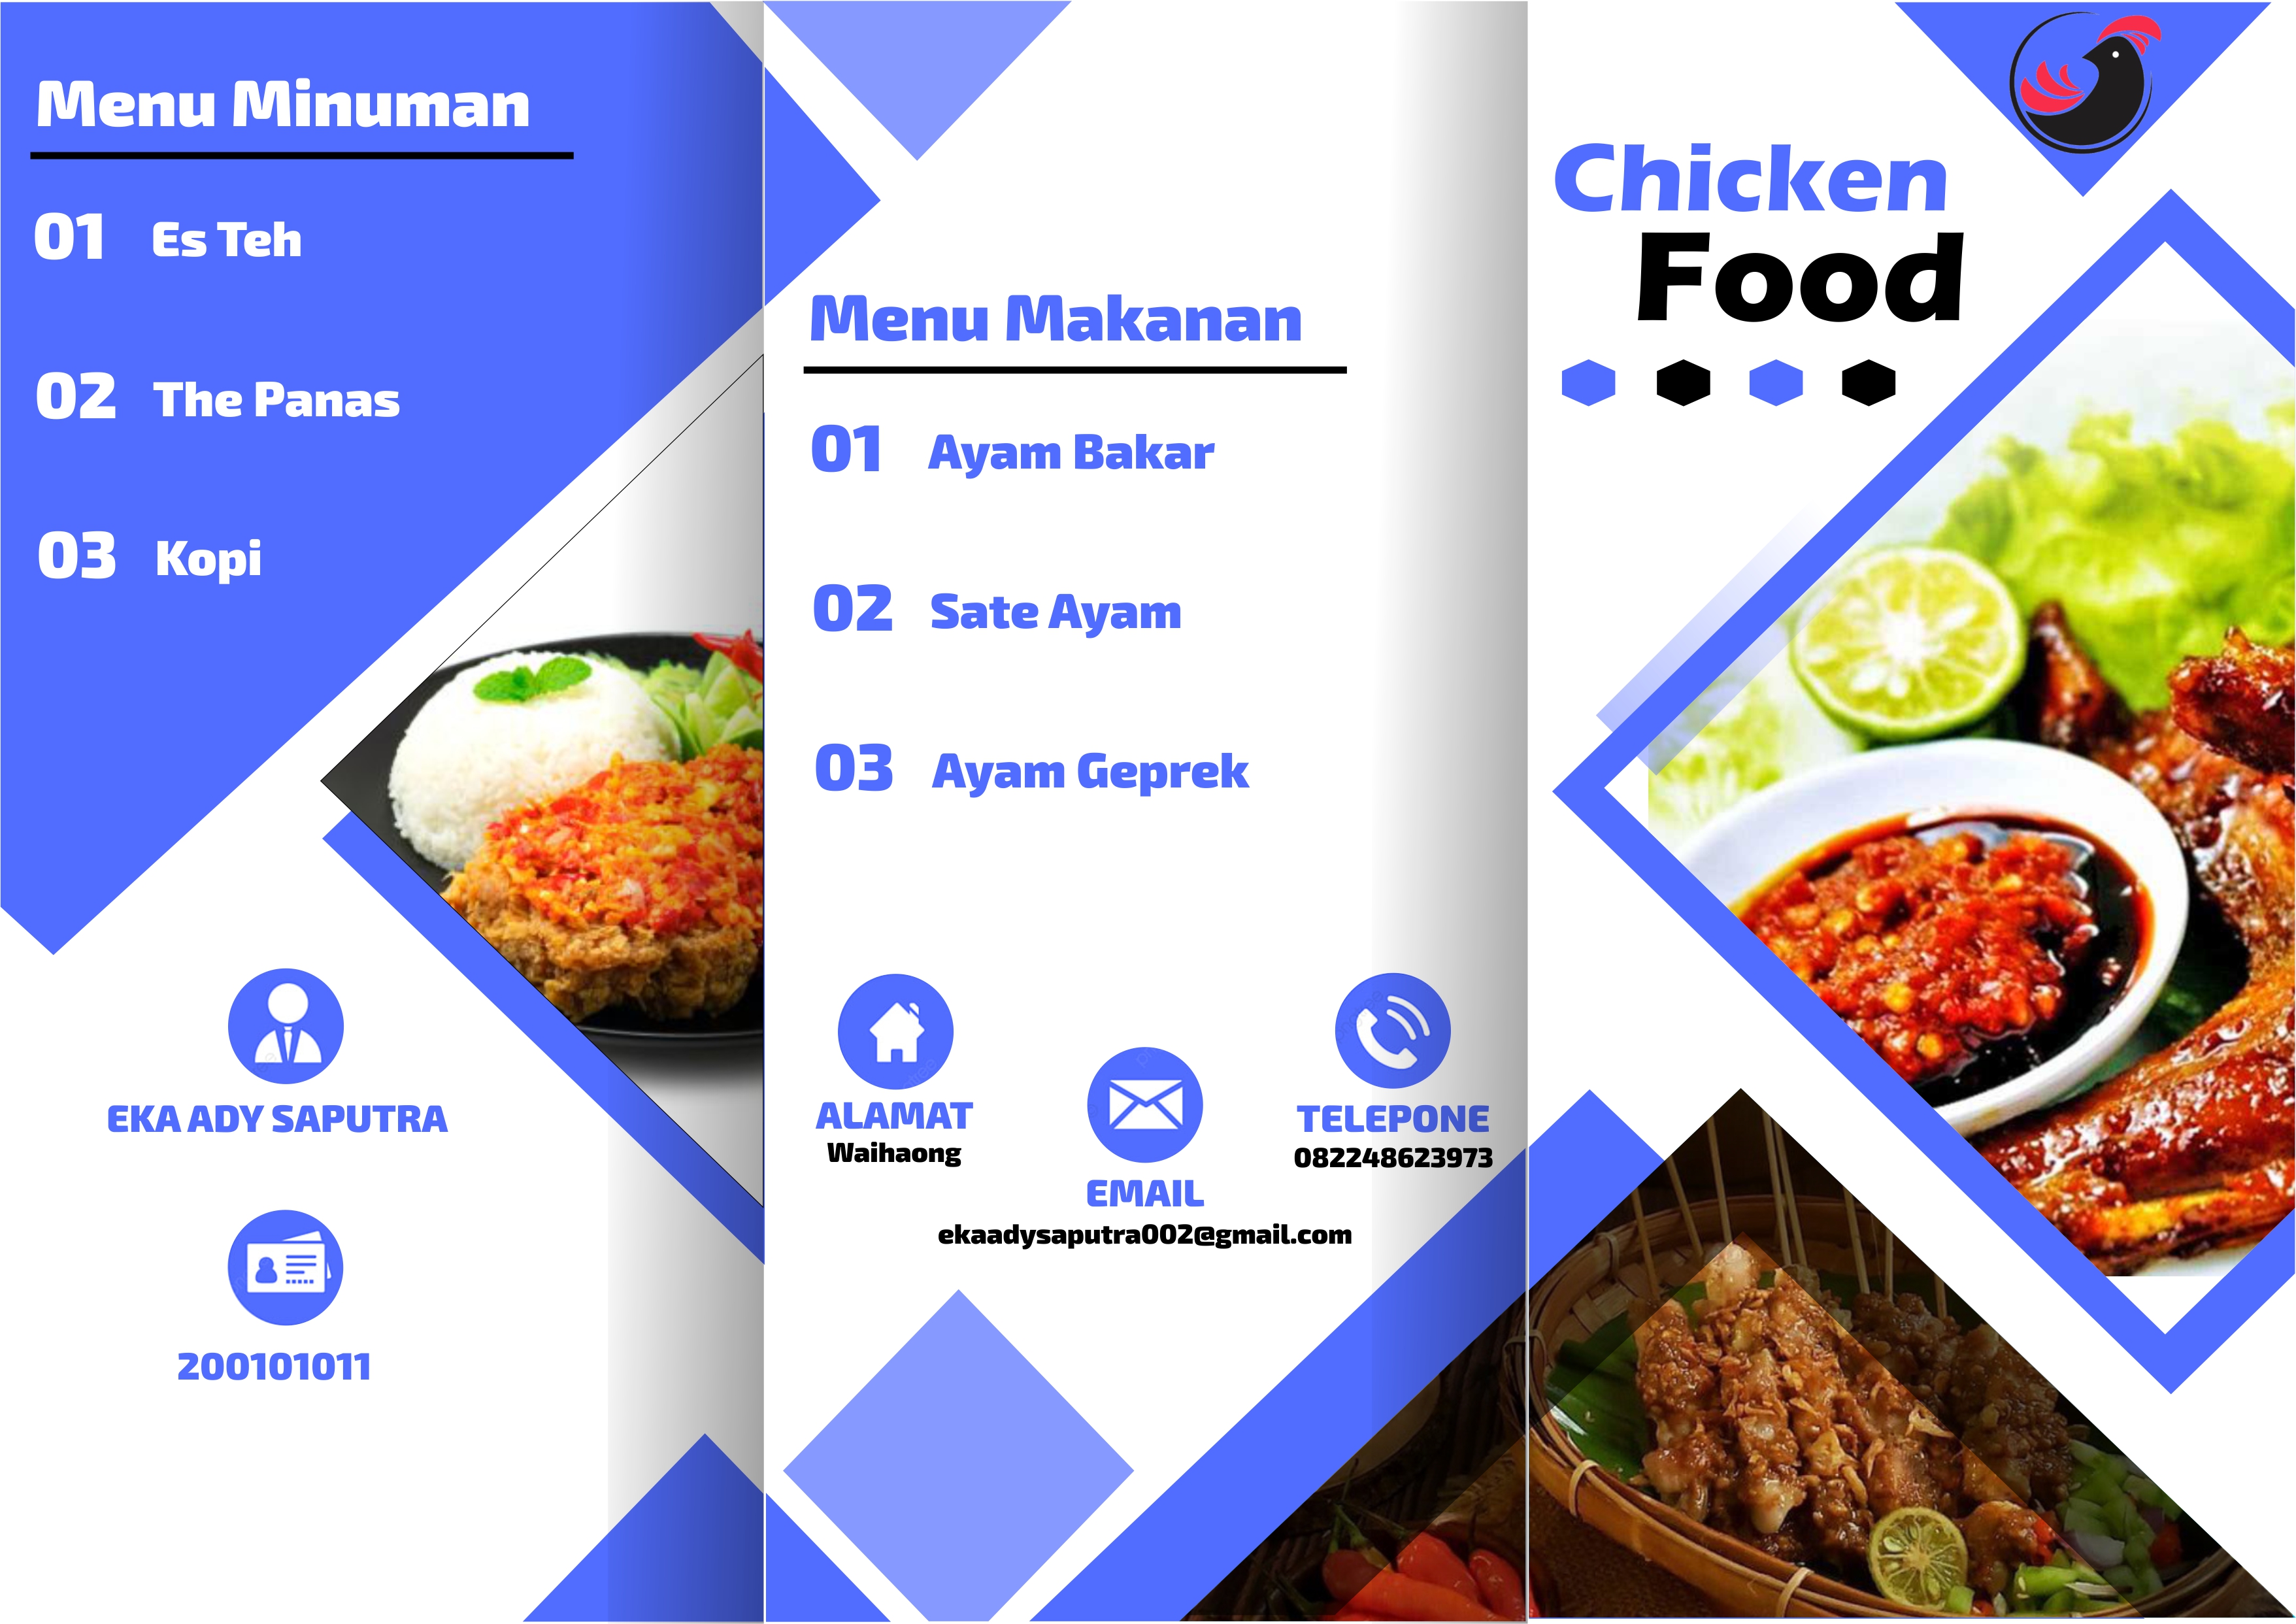 Menu Minuman
01 Es Teh
02 The Panas
03 Kopi
EKA ADY SAPUTRA
200101011
Menu Makanan
01 Ayam Bakar
02 Sate Ayam
03 Ayam Geprek
ALAMAT
Waihaong
EMAIL
ekaadysaputra002@gmail.com
TELEPONE
082248623973
Chicken
Food